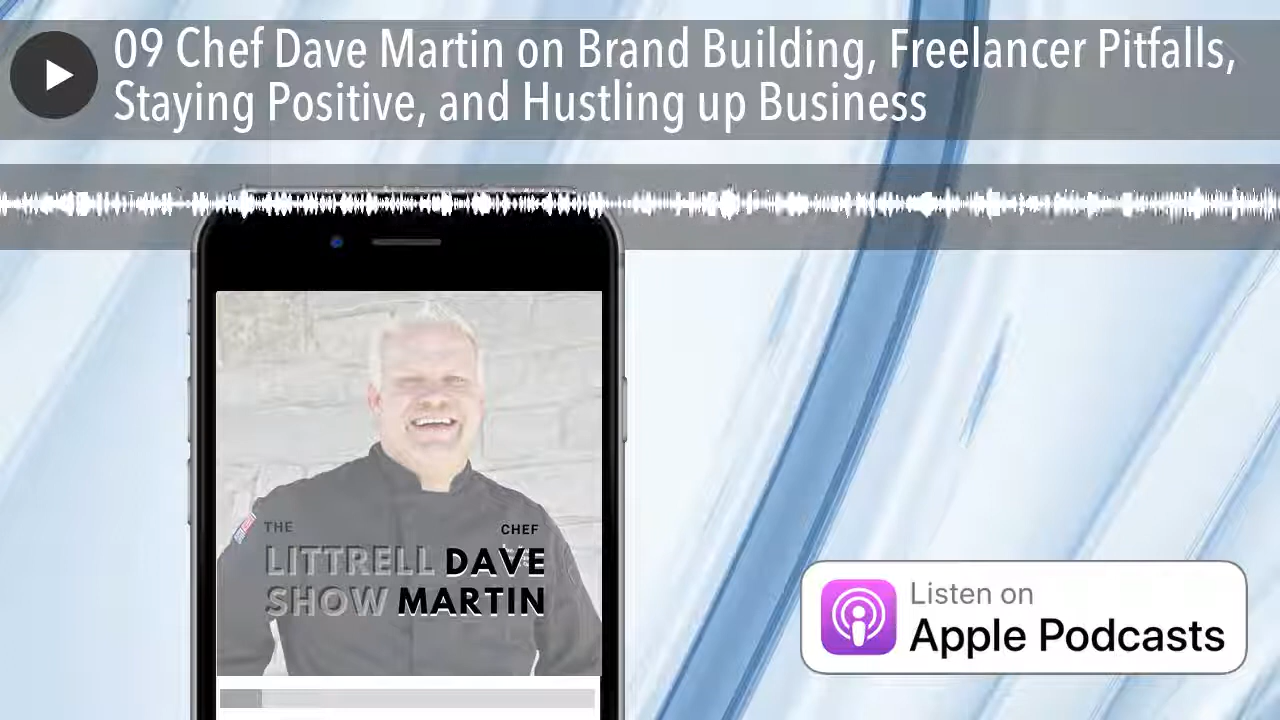 09 Chef Dave Martin on Brand Building, Freelancer Pitfalls,
Staying Positive, and Hustling up Business
THE CHEF
LITTRELL DAVE
SHOW MARTIN
Listen on
Apple Podcasts